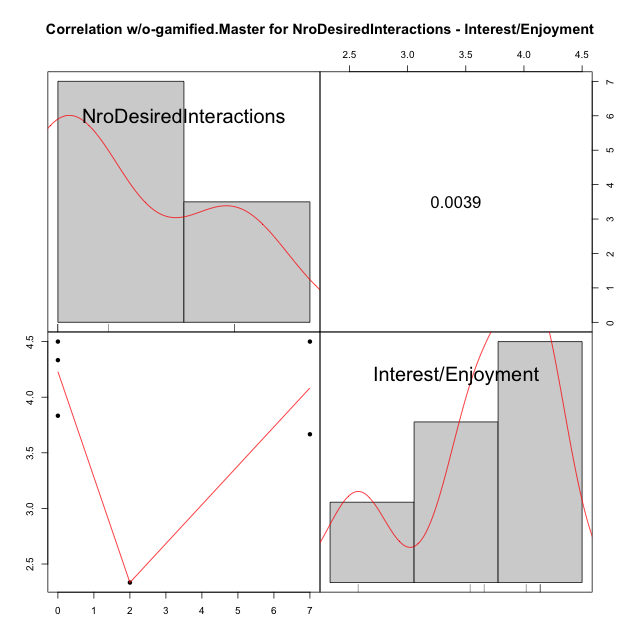 Correlation w/o-gamified.Master for NroDesiredInteractions - Interest/Enjoyment
2.5 3.0 3.5 4.0 4.5
NroDesiredInteractions
0.0039
7
6
5
4
3
2
1
0
4.5
4.0
3.5
3.0
2.5
Interest/Enjoyment
0 1 2 3 4 5 6 7